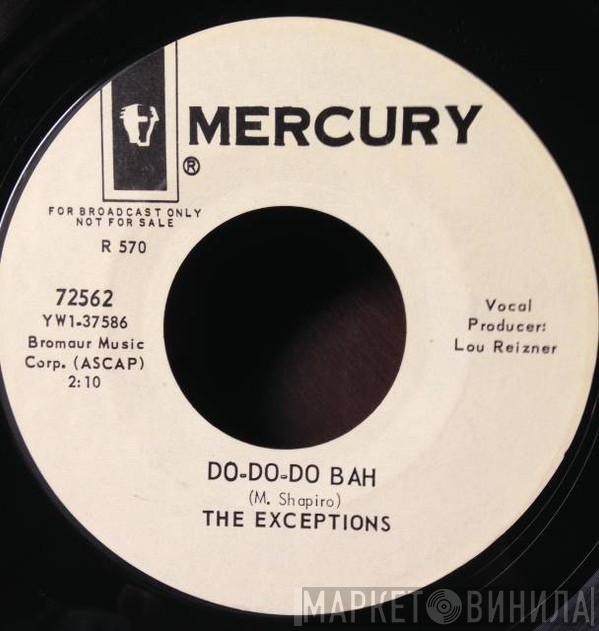 MERCURY
®
FOR BROADCAST ONLY
NOT FOR SALE
R 570
72562
YW1-37586
Bromaur Music
Corp. (ASCAP)
2:10
Vocal
Producer:
Lou Reizner
DO-DO-DO BAH
(M. Shapiro)
THE EXCEPTIONS
МАРКЕТ ВИНИЛА